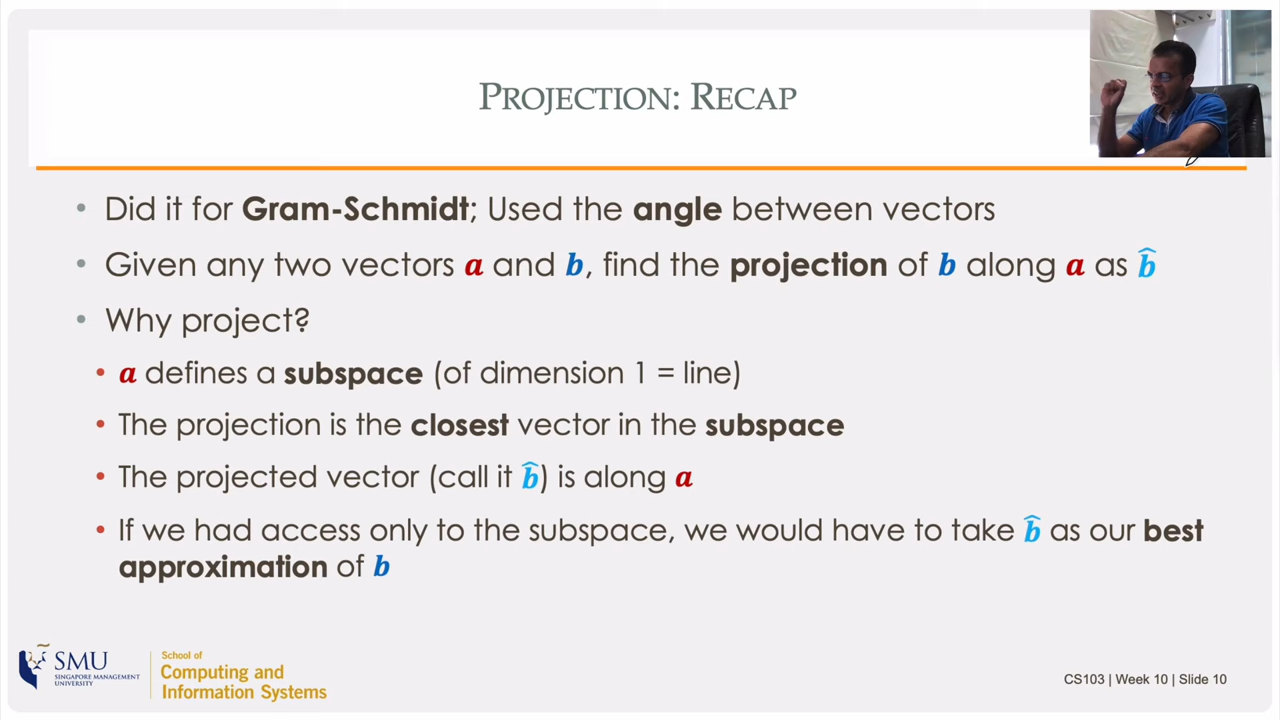 PROJECTION: RECAP
• Did it for Gram-Schmidt; Used the angle between vectors
• Given any two vectors a and b, find the projection of b along a as b̂
• Why project?
• a defines a subspace (of dimension 1 = line)
• The projection is the closest vector in the subspace
• The projected vector (call it b̂) is along a
• If we had access only to the subspace, we would have to take b̂ as our best
approximation of b
SMU
SINGAPORE MANAGEMENT
UNIVERSITY
School of
Computing and
Information Systems
CS103 | Week 10 | Slide 10